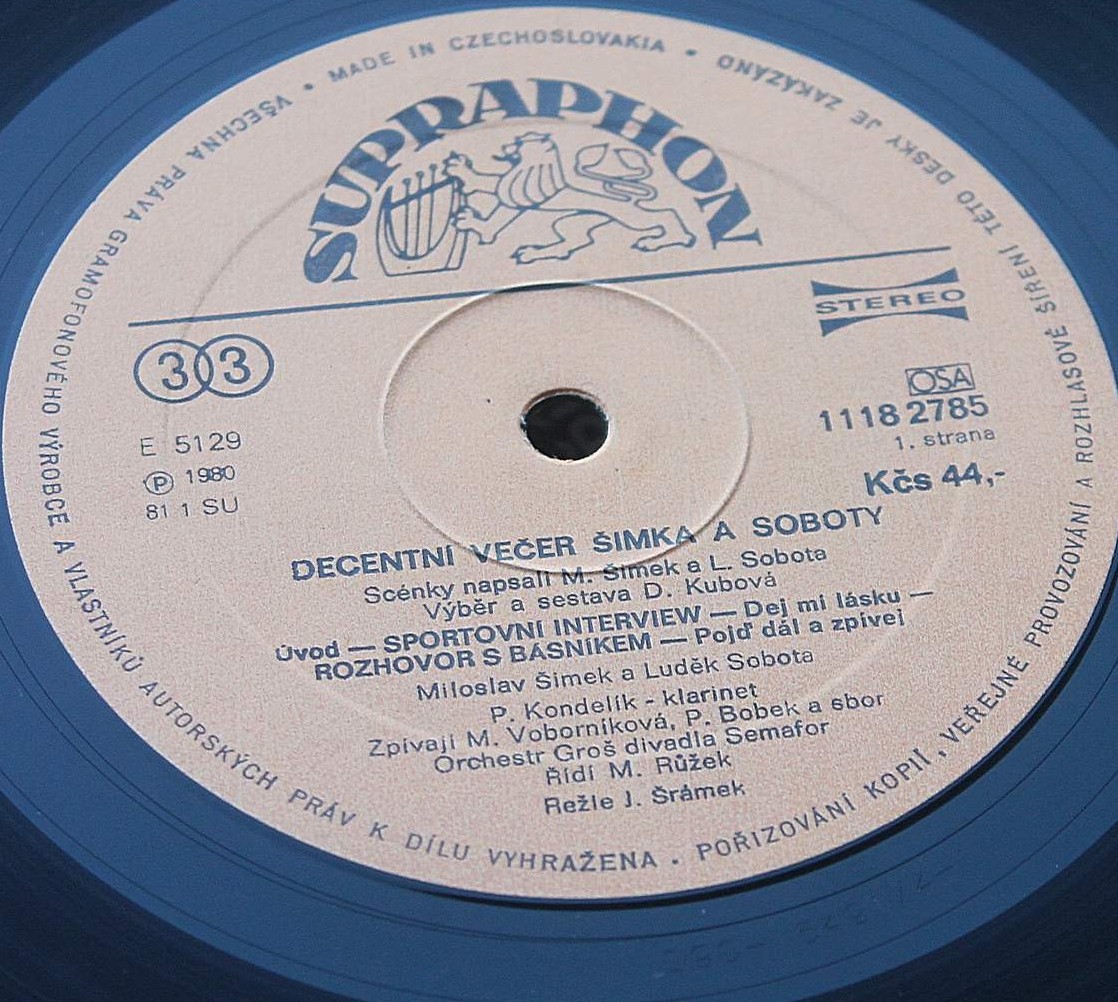 MADE IN CZECHOSLOVAKIA • VŠECHNA PRÁVA GRAMOFONOVÉHO VÝROBCE A VLASTNÍKŮ AUTORSKÝCH PRÁV K DÍLU VYHRAŽENA • POŘIZOVÁNÍ KOPIÍ, VEŘEJNÉ PROVOZOVÁNÍ A ROZHLASOVÉ ŠÍŘENÍ TÉTO DESKY JE ZAKÁZÁNO •
SUPRAPHON
STEREO
33
OSA
1118 2785
E 5129
1. strana
Ⓟ 1980
Kčs 44,-
81 1 SU
DECENTNÍ VEČER ŠIMKA A SOBOTY
Scénky napsali M. Šimek a L. Sobota
Výběr a sestava D. Kubová
Úvod — SPORTOVNÍ INTERVIEW — Dej mi lásku —
ROZHOVOR S BÁSNÍKEM — Pojď dál a zpívej
Miloslav Šimek a Luděk Sobota
P. Kondelík - klarinet
Zpívají M. Voborníková, P. Bobek a sbor
Orchestr Groš divadla Semafor
Řídí M. Růžek
Režie J. Šrámek